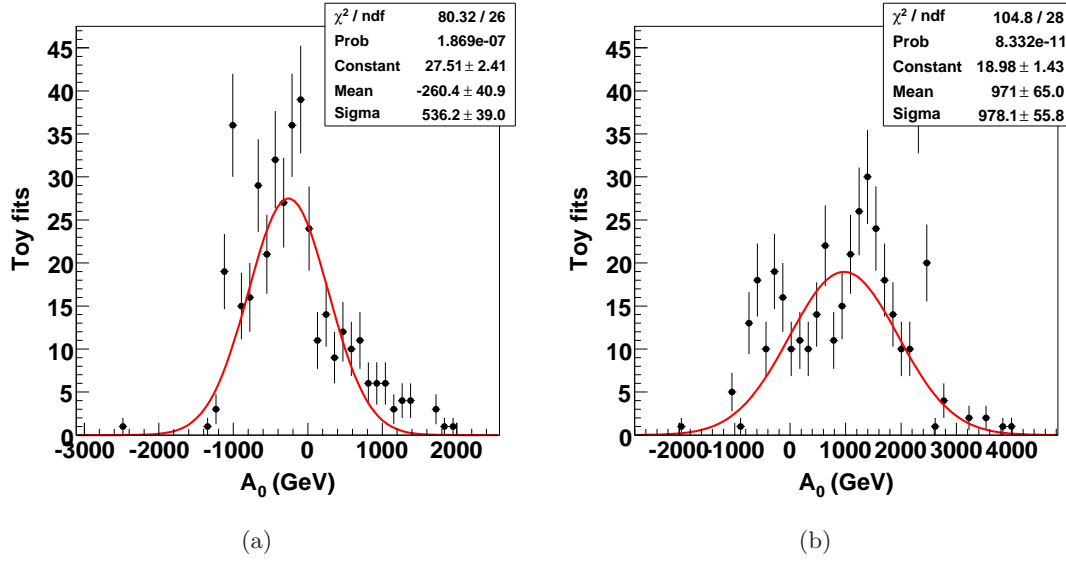 χ² / ndf 80.32 / 26
Prob 1.869e-07
Constant 27.51 ± 2.41
Mean -260.4 ± 40.9
Sigma 536.2 ± 39.0
45
40
35
30
25
20
15
10
5
0
Toy fits
-3000 -2000 -1000 0 1000 2000
A₀ (GeV)
(a)
χ² / ndf 104.8 / 28
Prob 8.332e-11
Constant 18.98 ± 1.43
Mean 971 ± 65.0
Sigma 978.1 ± 55.8
45
40
35
30
25
20
15
10
5
0
Toy fits
-2000 -1000 0 1000 2000 3000 4000
A₀ (GeV)
(b)